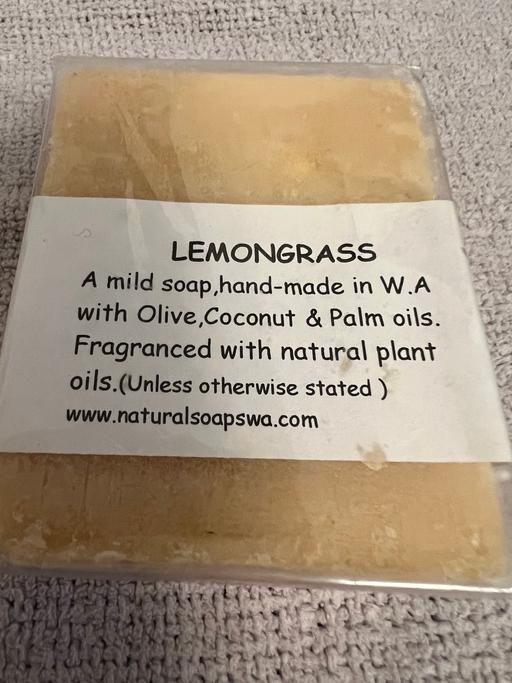 LEMONGRASS
A mild soap,hand-made in W.A
with Olive,Coconut & Palm oils.
Fragranced with natural plant
oils.(Unless otherwise stated )
www.naturalsoapswa.com